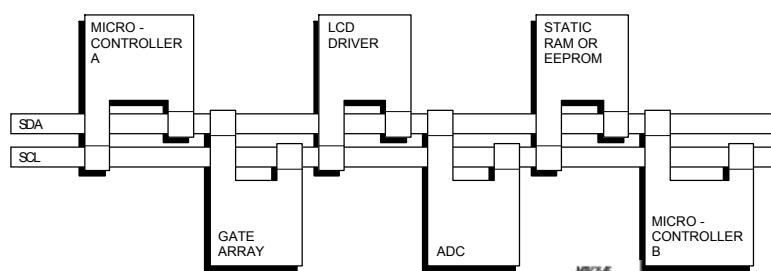 MICRO -
CONTROLLER
A
LCD
DRIVER
STATIC
RAM OR
EEPROM
SDA
SCL
GATE
ARRAY
ADC
MICRO -
CONTROLLER
B